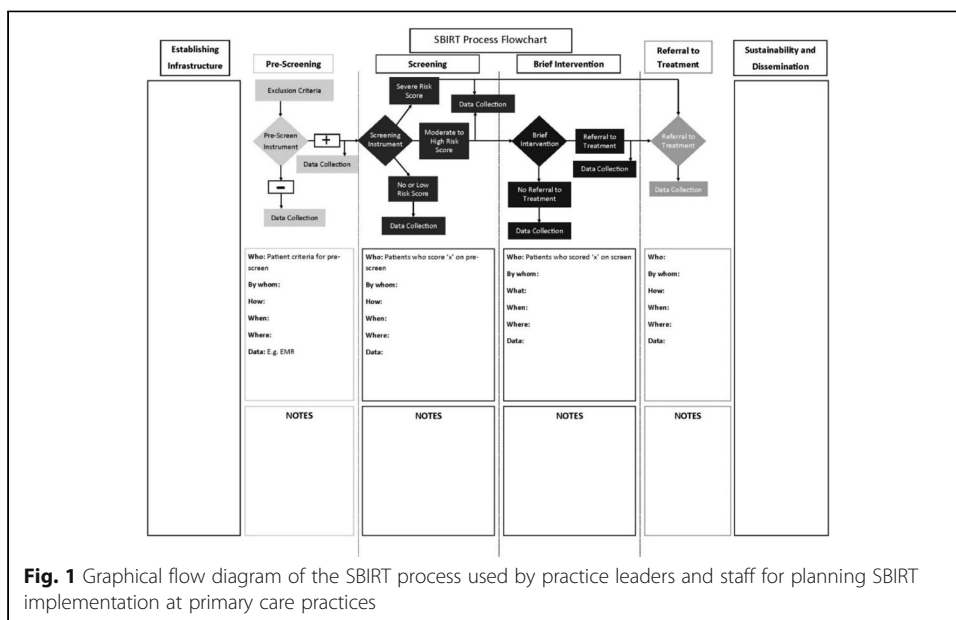 SBIRT Process Flowchart
Establishing
Infrastructure
Pre-Screening
Screening
Brief Intervention
Referral to
Treatment
Sustainability and
Dissemination
Exclusion Criteria
Pre-Screen
Instrument
+
Data Collection
-
Data Collection
Severe Risk
Score
Data Collection
Screening
Instrument
Moderate to
High Risk
Score
No or Low
Risk Score
Data Collection
Brief
Intervention
Referral to
Treatment
Data Collection
No Referral to
Treatment
Data Collection
Referral to
Treatment
Data Collection
Who: Patient criteria for pre-
screen
By whom:
How:
When:
Where:
Data: E.g. EMR
Who: Patients who score 'x' on pre-
screen
By whom:
How:
When:
Where:
Data:
Who: Patients who scored 'x' on screen
By whom:
What:
When:
Where:
Data:
Who:
By whom:
How:
When:
Where:
Data:
NOTES
NOTES
NOTES
NOTES
Fig. 1 Graphical flow diagram of the SBIRT process used by practice leaders and staff for planning SBIRT
implementation at primary care practices